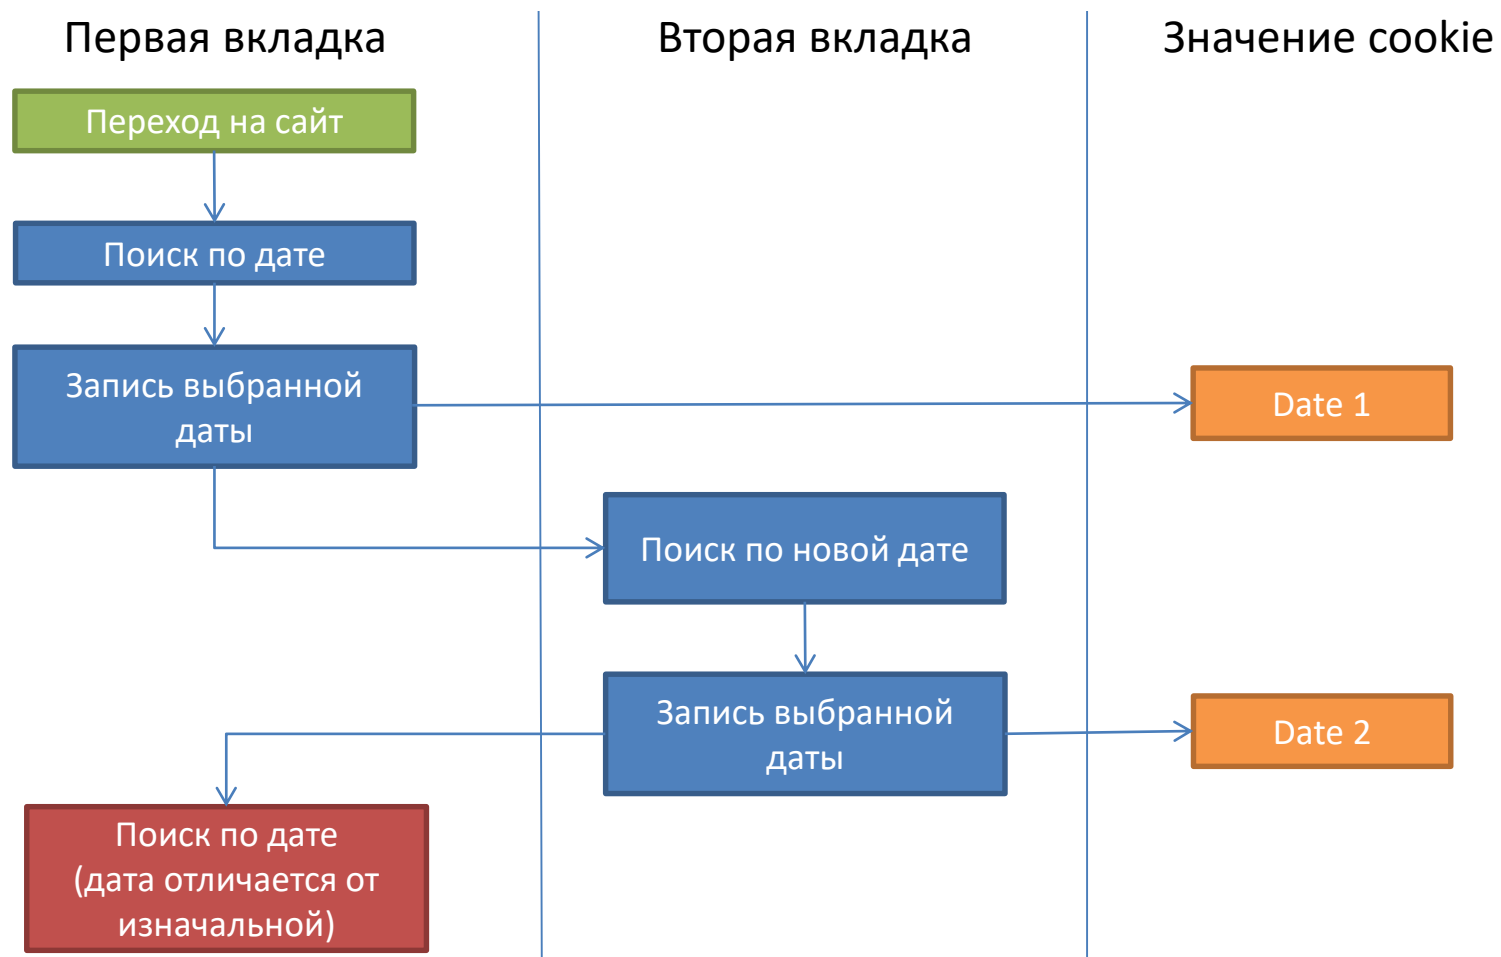 Первая вкладка
Вторая вкладка
Значение cookie
Переход на сайт
Поиск по дате
Запись выбранной
даты
Date 1
Поиск по новой дате
Запись выбранной
даты
Date 2
Поиск по дате
(дата отличается от
изначальной)